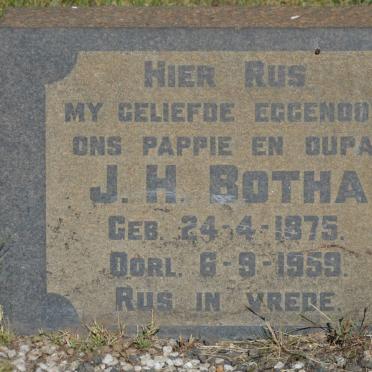 HIER RUS
MY GELIEFDE EGGENOO
ONS PAPPIE EN OUPA
J. H. BOTHA
GEB. 24-4-1875.
OORL. 6-9-1959.
RUS IN VREDE.